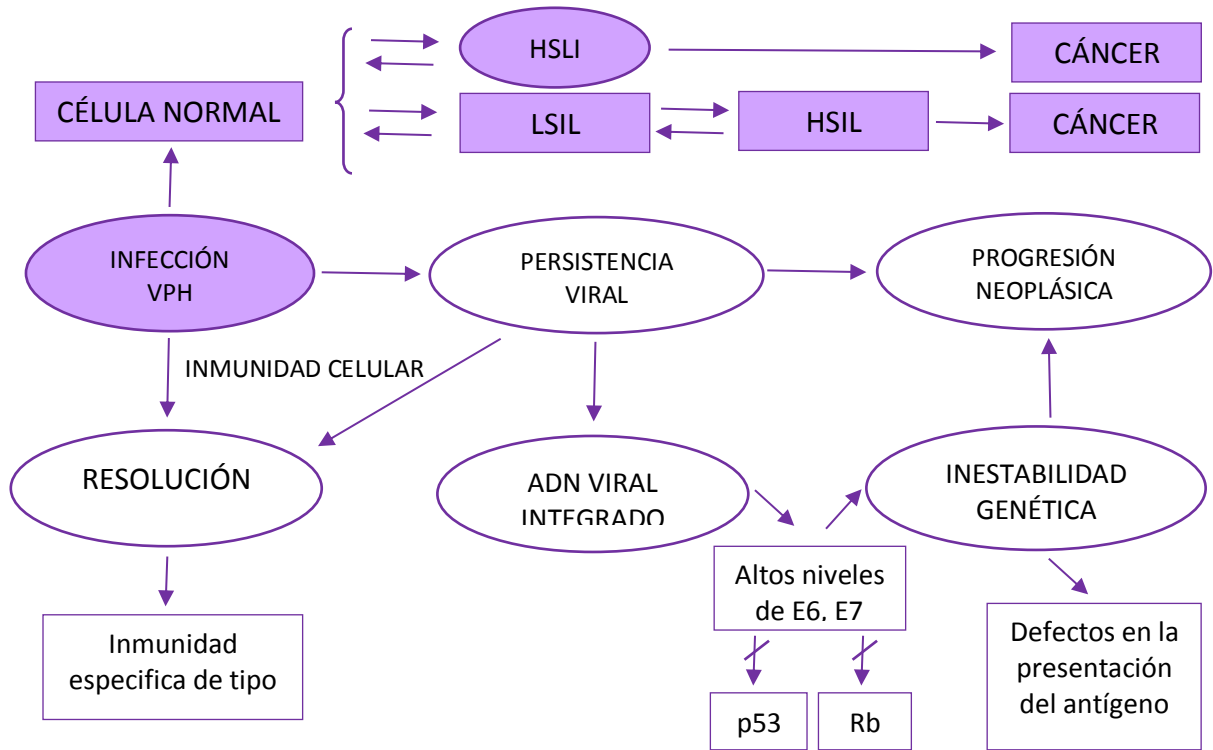 HSLI
CÁNCER
CÉLULA NORMAL
LSIL
HSIL
CÁNCER
INFECCIÓN
VPH
PERSISTENCIA
VIRAL
PROGRESIÓN
NEOPLÁSICA
INMUNIDAD CELULAR
RESOLUCIÓN
ADN VIRAL
INTEGRADO
INESTABILIDAD
GENÉTICA
Altos niveles
de E6, E7
Inmunidad
especifica de tipo
Defectos en la
presentación
del antígeno
p53
Rb